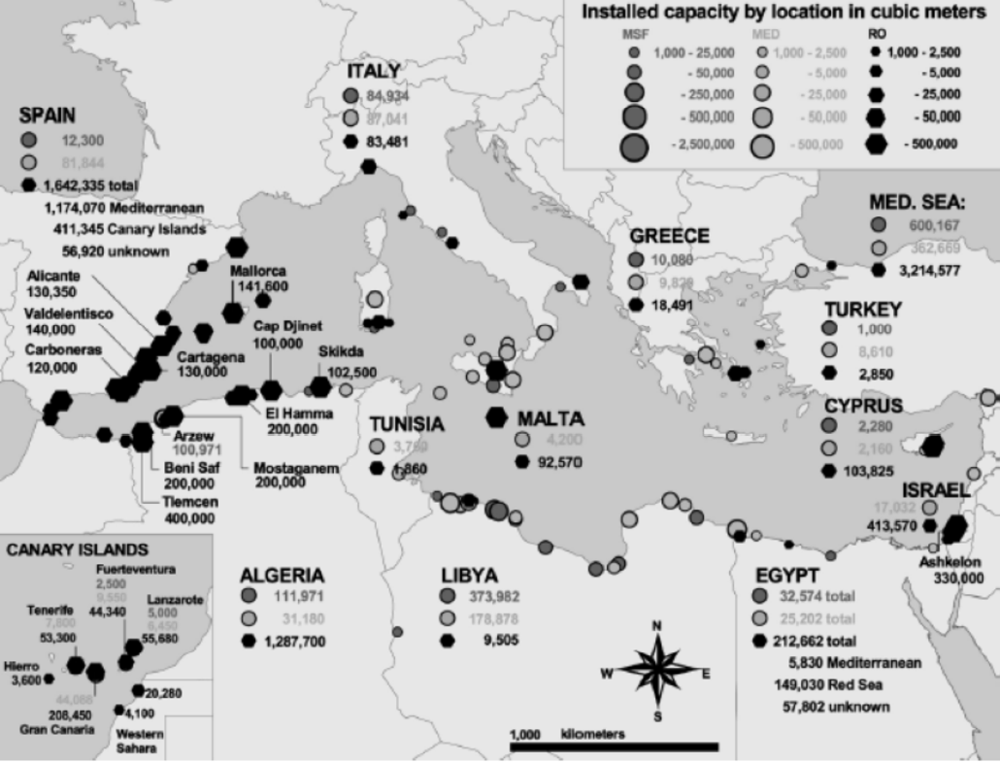 Installed capacity by location in cubic meters
MSF
1,000 - 25,000
- 50,000
- 250,000
- 500,000
- 2,500,000
MED
1,000 - 2,500
- 5,000
- 25,000
- 50,000
- 500,000
RO
1,000 - 2,500
- 5,000
- 25,000
- 50,000
- 500,000
ITALY
84,934
87,041
83,481
SPAIN
12,300
81,844
1,642,335 total
1,174,070 Mediterranean
411,345 Canary Islands
56,920 unknown
Alicante
130,350
Valdelentisco
140,000
Carboneras
120,000
Mallorca
141,600
Cartagena
130,000
Cap Djinet
100,000
Skikda
102,500
El Hamma
200,000
Arzew
100,971
Beni Saf
200,000
Mostaganem
200,000
Tlemcen
400,000
GREECE
10,080
18,491
MED. SEA:
600,167
362,669
3,214,577
TURKEY
1,000
8,610
2,850
CYPRUS
2,280
2,160
103,825
TUNISIA
1,860
MALTA
4,200
92,570
ISRAEL
17,032
413,570
Ashkelon
330,000
CANARY ISLANDS
Fuerteventura
2,500
9,550
44,340
Lanzarote
5,000
6,450
55,680
Tenerife
7,800
53,300
Hierro
3,600
44,088
208,450
Gran Canaria
20,280
4,100
Western
Sahara
ALGERIA
111,971
31,180
1,287,700
LIBYA
373,982
178,878
9,505
EGYPT
32,574 total
25,202 total
212,662 total
5,830 Mediterranean
149,030 Red Sea
57,802 unknown
N
W
E
S
1,000 kilometers